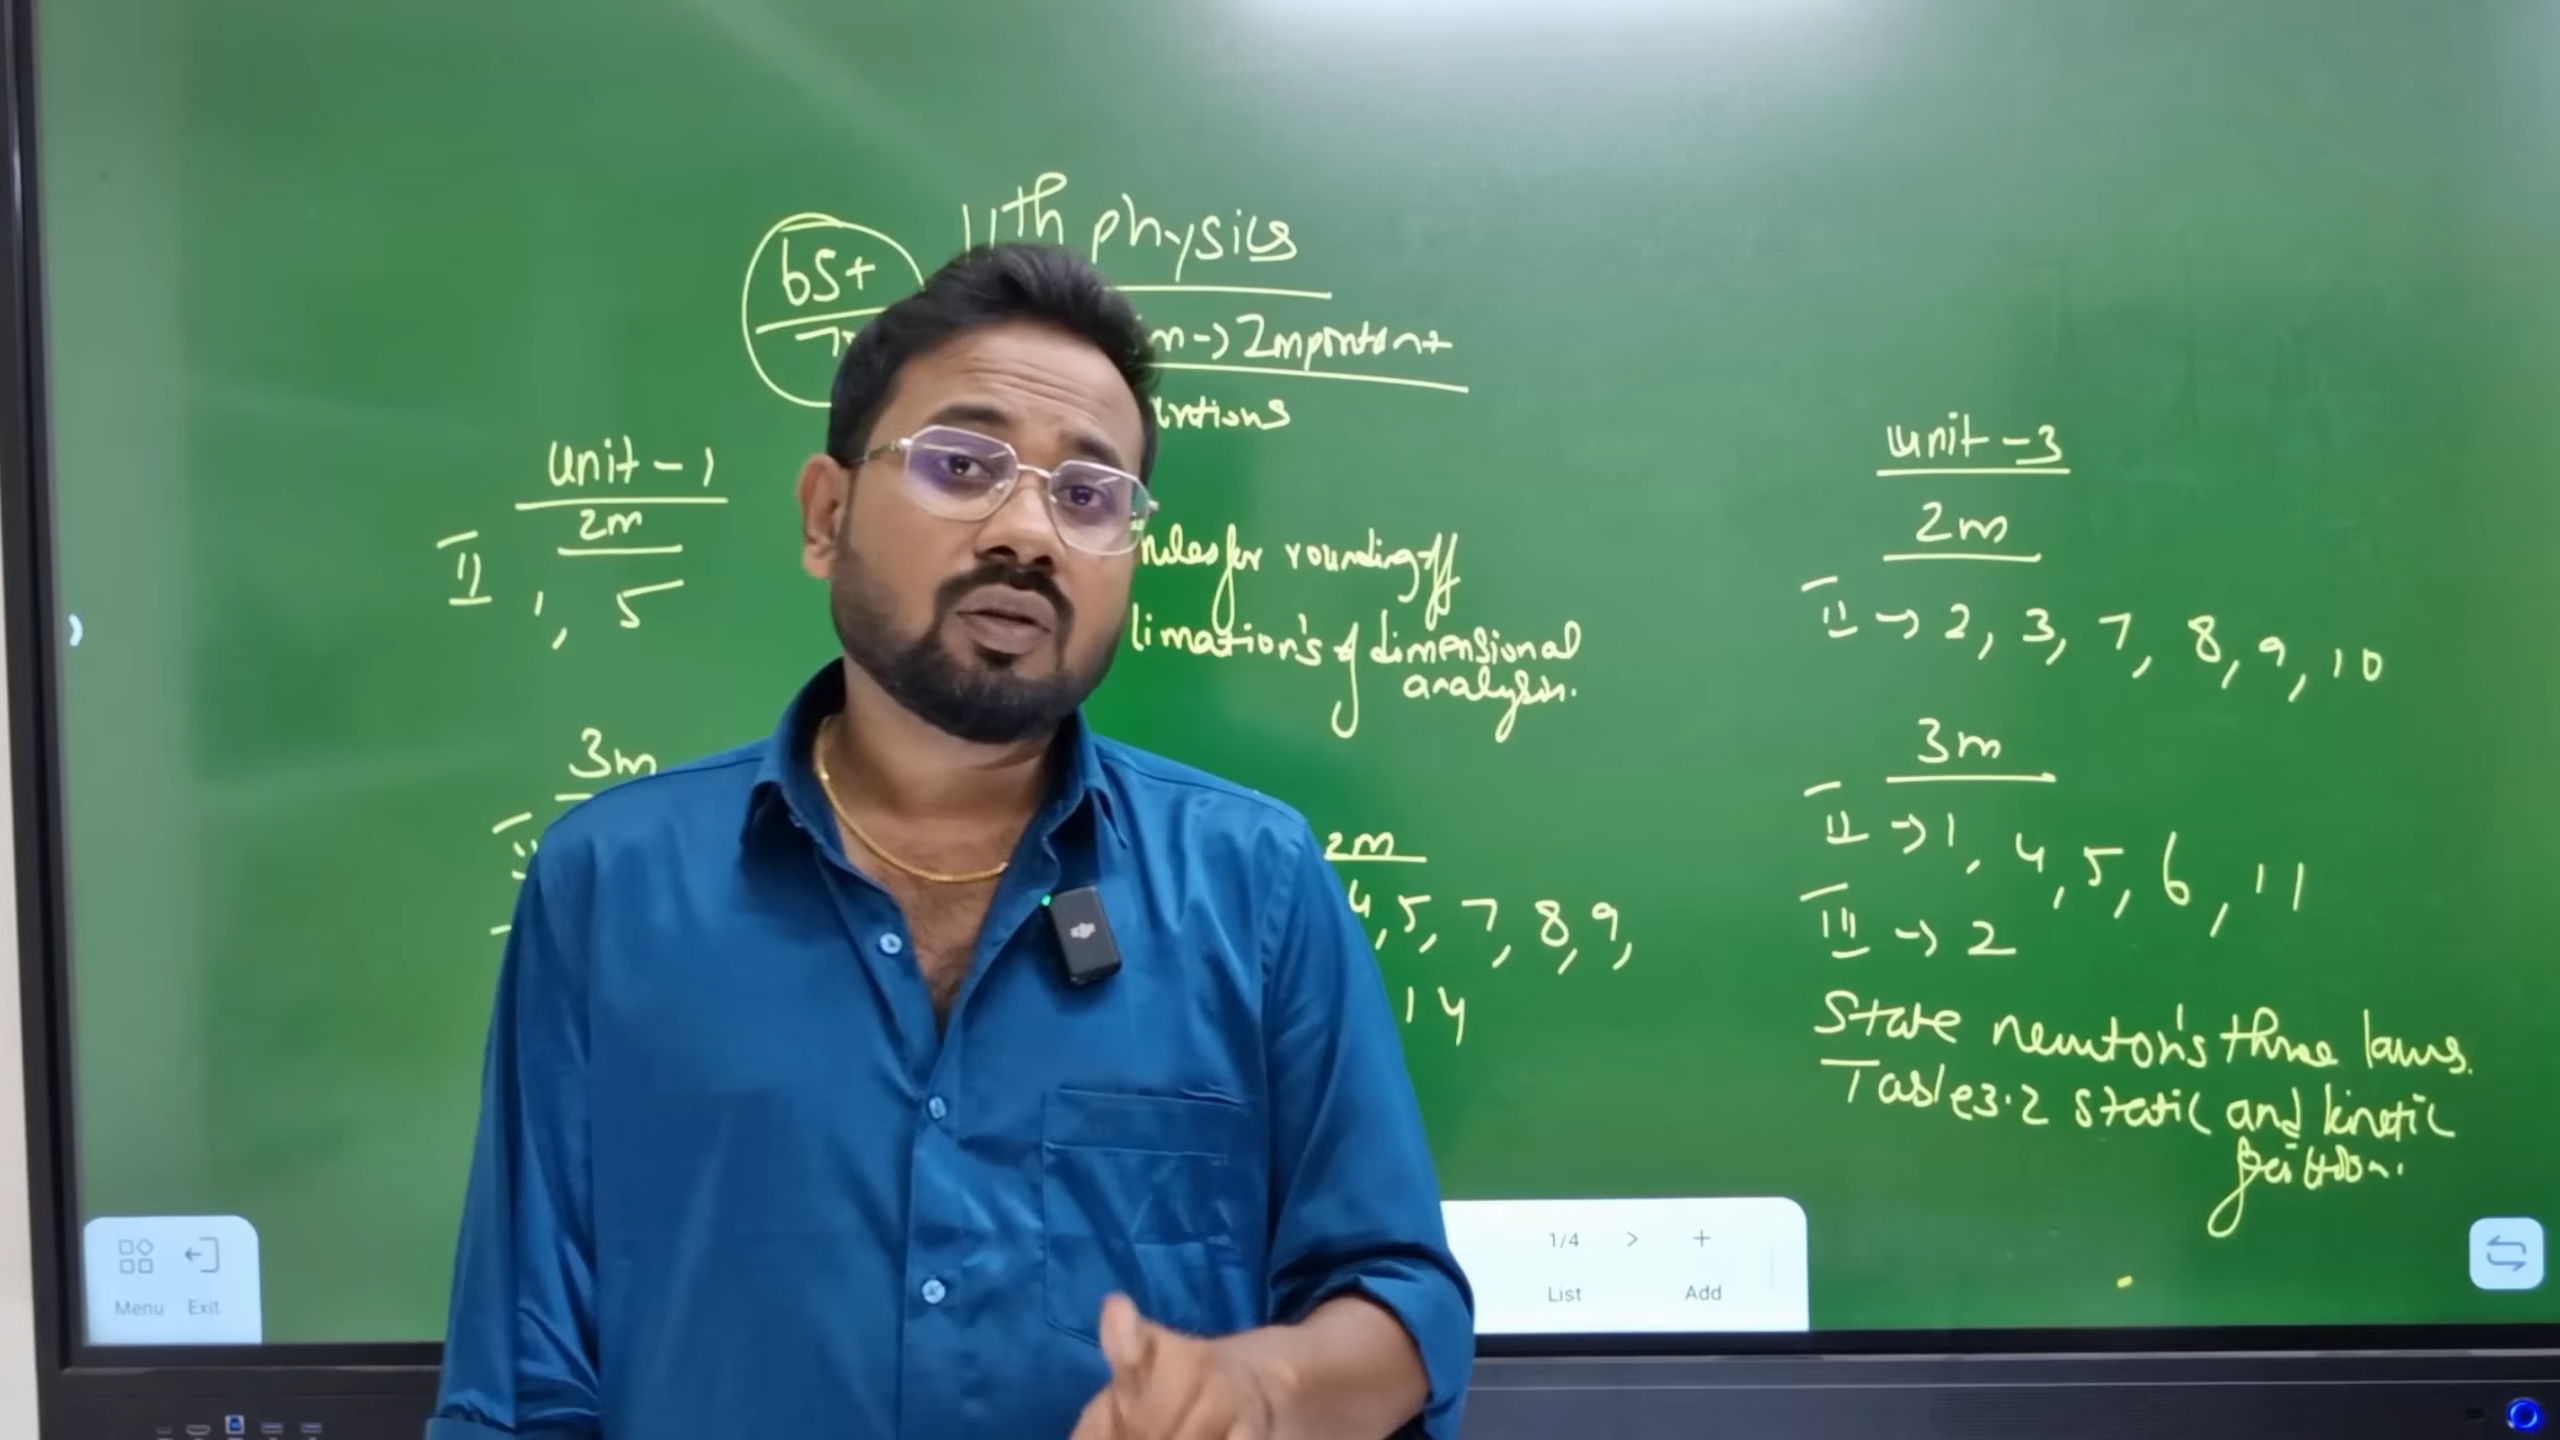 11th physics
65+
m → Important
unit - 1
2m
II 1, 5
3m
II
rules for rounding off
limation's of dimensional
analysis.
2m
4, 5, 7, 8, 9,
14
unit - 3
2m
II → 2, 3, 7, 8, 9, 10
3m
II → 1, 4, 5, 6, 11
III → 2
State newton's three laws.
Table 3.2 static and kinetic
friction.
Menu Exit
1/4 > +
List Add